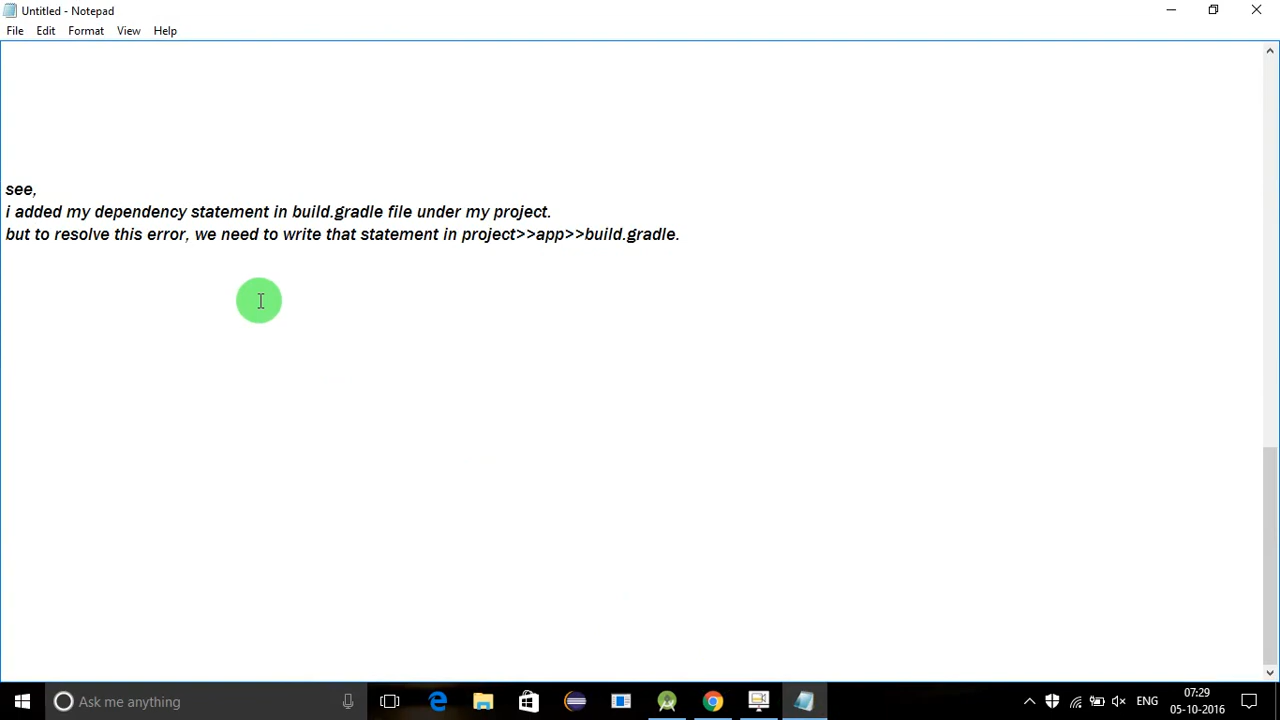 Untitled - Notepad
File Edit Format View Help
see,
i added my dependency statement in build.gradle file under my project.
but to resolve this error, we need to write that statement in project>>app>>build.gradle.
Ask me anything
ENG
07:29
05-10-2016